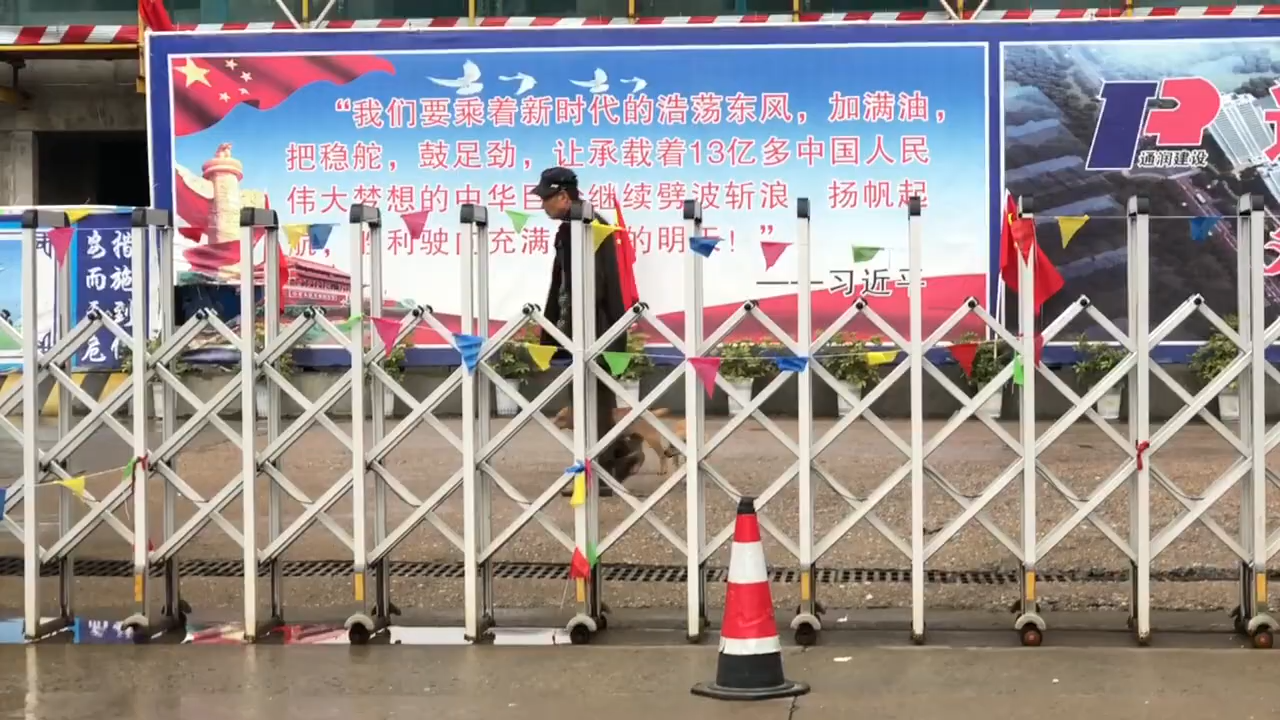 “我们要乘着新时代的浩荡东风，加满油，
把稳舵，鼓足劲，让承载着13亿多中国人民
伟大梦想的中华 继续劈波斩浪 扬帆起
航， 利驶向充满 的明天！”
——习近平
通润建设
措施到
而